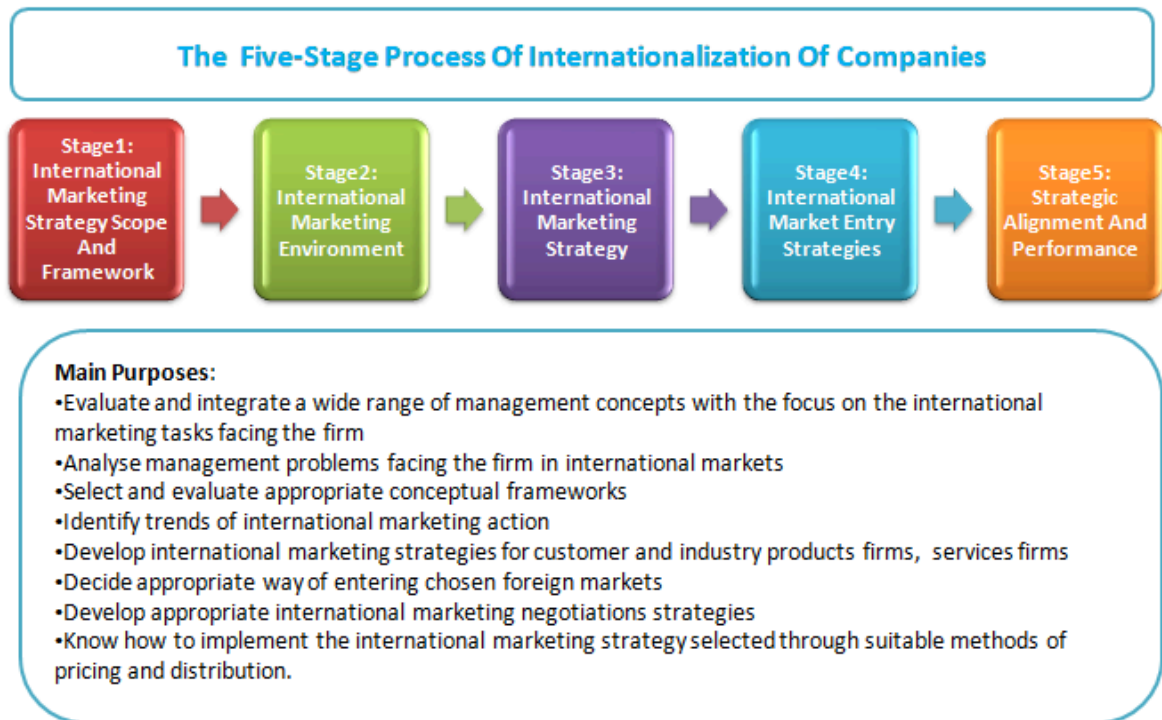 The Five-Stage Process Of Internationalization Of Companies
Stage1:
International
Marketing
Strategy Scope
And
Framework
Stage2:
International
Marketing
Environment
Stage3:
International
Marketing
Strategy
Stage4:
International
Market Entry
Strategies
Stage5:
Strategic
Alignment And
Performance
Main Purposes:
•Evaluate and integrate a wide range of management concepts with the focus on the international
marketing tasks facing the firm
•Analyse management problems facing the firm in international markets
•Select and evaluate appropriate conceptual frameworks
•Identify trends of international marketing action
•Develop international marketing strategies for customer and industry products firms, services firms
•Decide appropriate way of entering chosen foreign markets
•Develop appropriate international marketing negotiations strategies
•Know how to implement the international marketing strategy selected through suitable methods of
pricing and distribution.